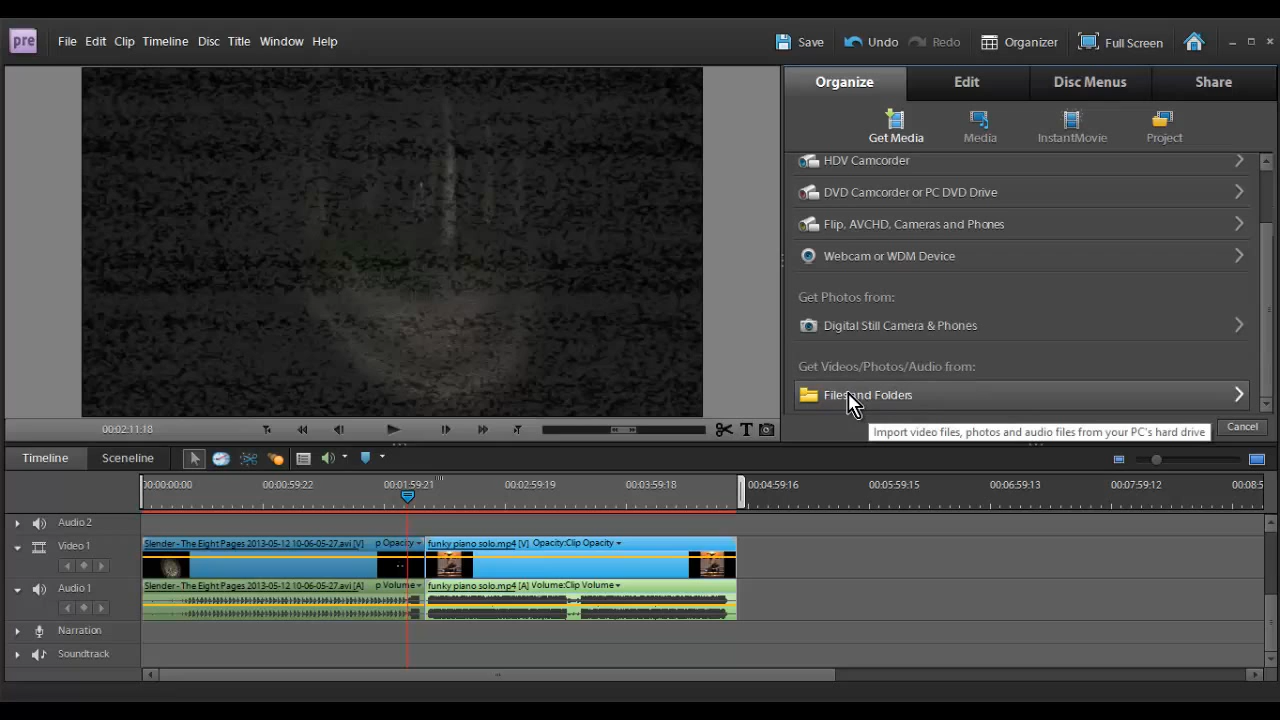 pre File Edit Clip Timeline Disc Title Window Help Save Undo Redo Organizer Full Screen
Organize Edit Disc Menus Share
Get Media Media InstantMovie Project
HDV Camcorder
DVD Camcorder or PC DVD Drive
Flip, AVCHD, Cameras and Phones
Webcam or WDM Device
Get Photos from:
Digital Still Camera & Phones
Get Videos/Photos/Audio from:
Files and Folders
Import video files, photos and audio files from your PC's hard drive
Cancel
00:02:11:18
Timeline Sceneline
00:00:00:00 00:00:59:22 00:01:59:21 00:02:59:19 00:03:59:18 00:04:59:16 00:05:59:15 00:06:59:13 00:07:59:12 00:08:5
Audio 2
Video 1 Slender - The Eight Pages 2013-05-12 10-06-05-27.avi [V] p Opacity funky piano solo.mp4 [V] Opacity:Clip Opacity
Audio 1 Slender - The Eight Pages 2013-05-12 10-06-05-27.avi [A] p Volume funky piano solo.mp4 [A] Volume:Clip Volume
Narration
Soundtrack